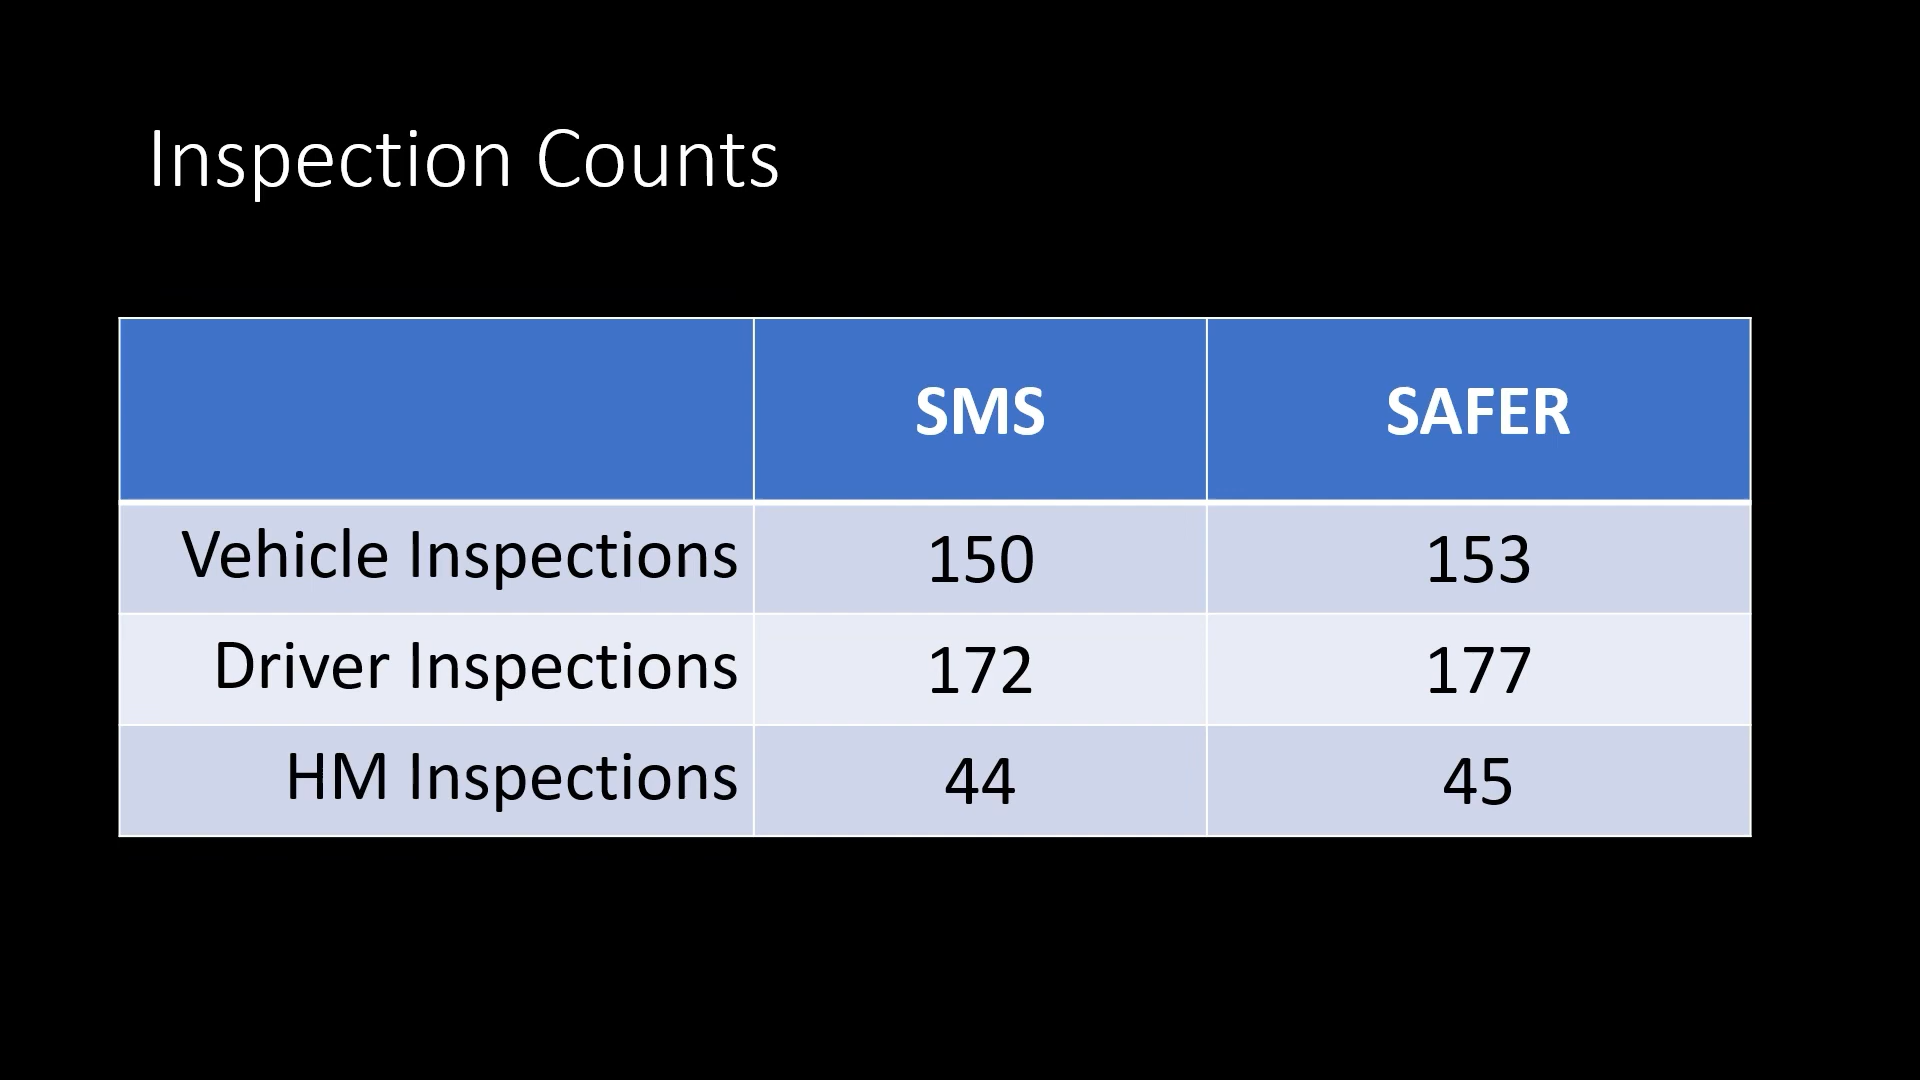 Inspection Counts
SMS SAFER
Vehicle Inspections 150 153
Driver Inspections 172 177
HM Inspections 44 45